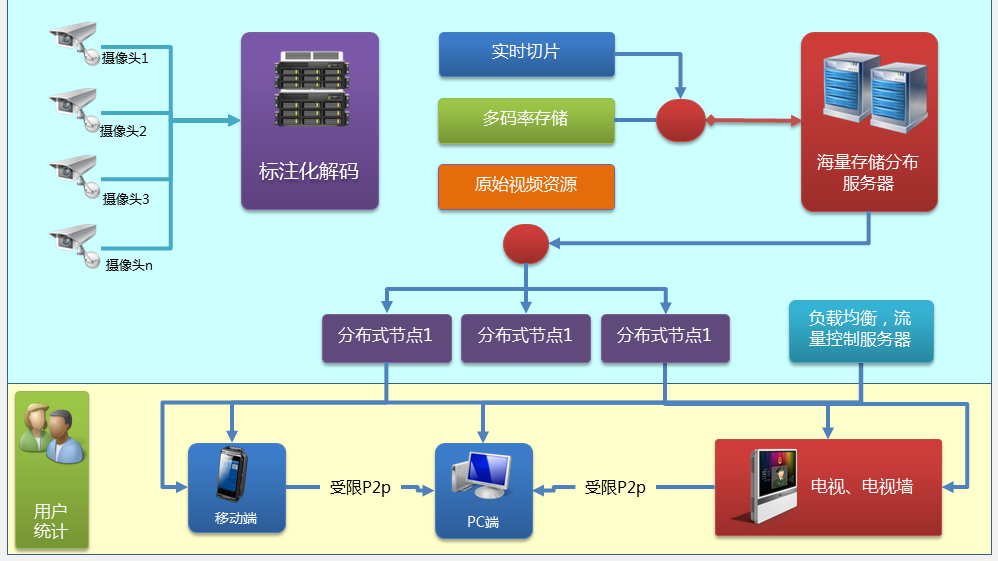 摄像头1
摄像头2
摄像头3
摄像头n
标注化解码
实时切片
多码率存储
原始视频资源
海量存储分布
服务器
分布式节点1
分布式节点1
分布式节点1
负载均衡，流
量控制服务器
用户
统计
移动端
受限P2p
PC端
受限P2p
电视、电视墙